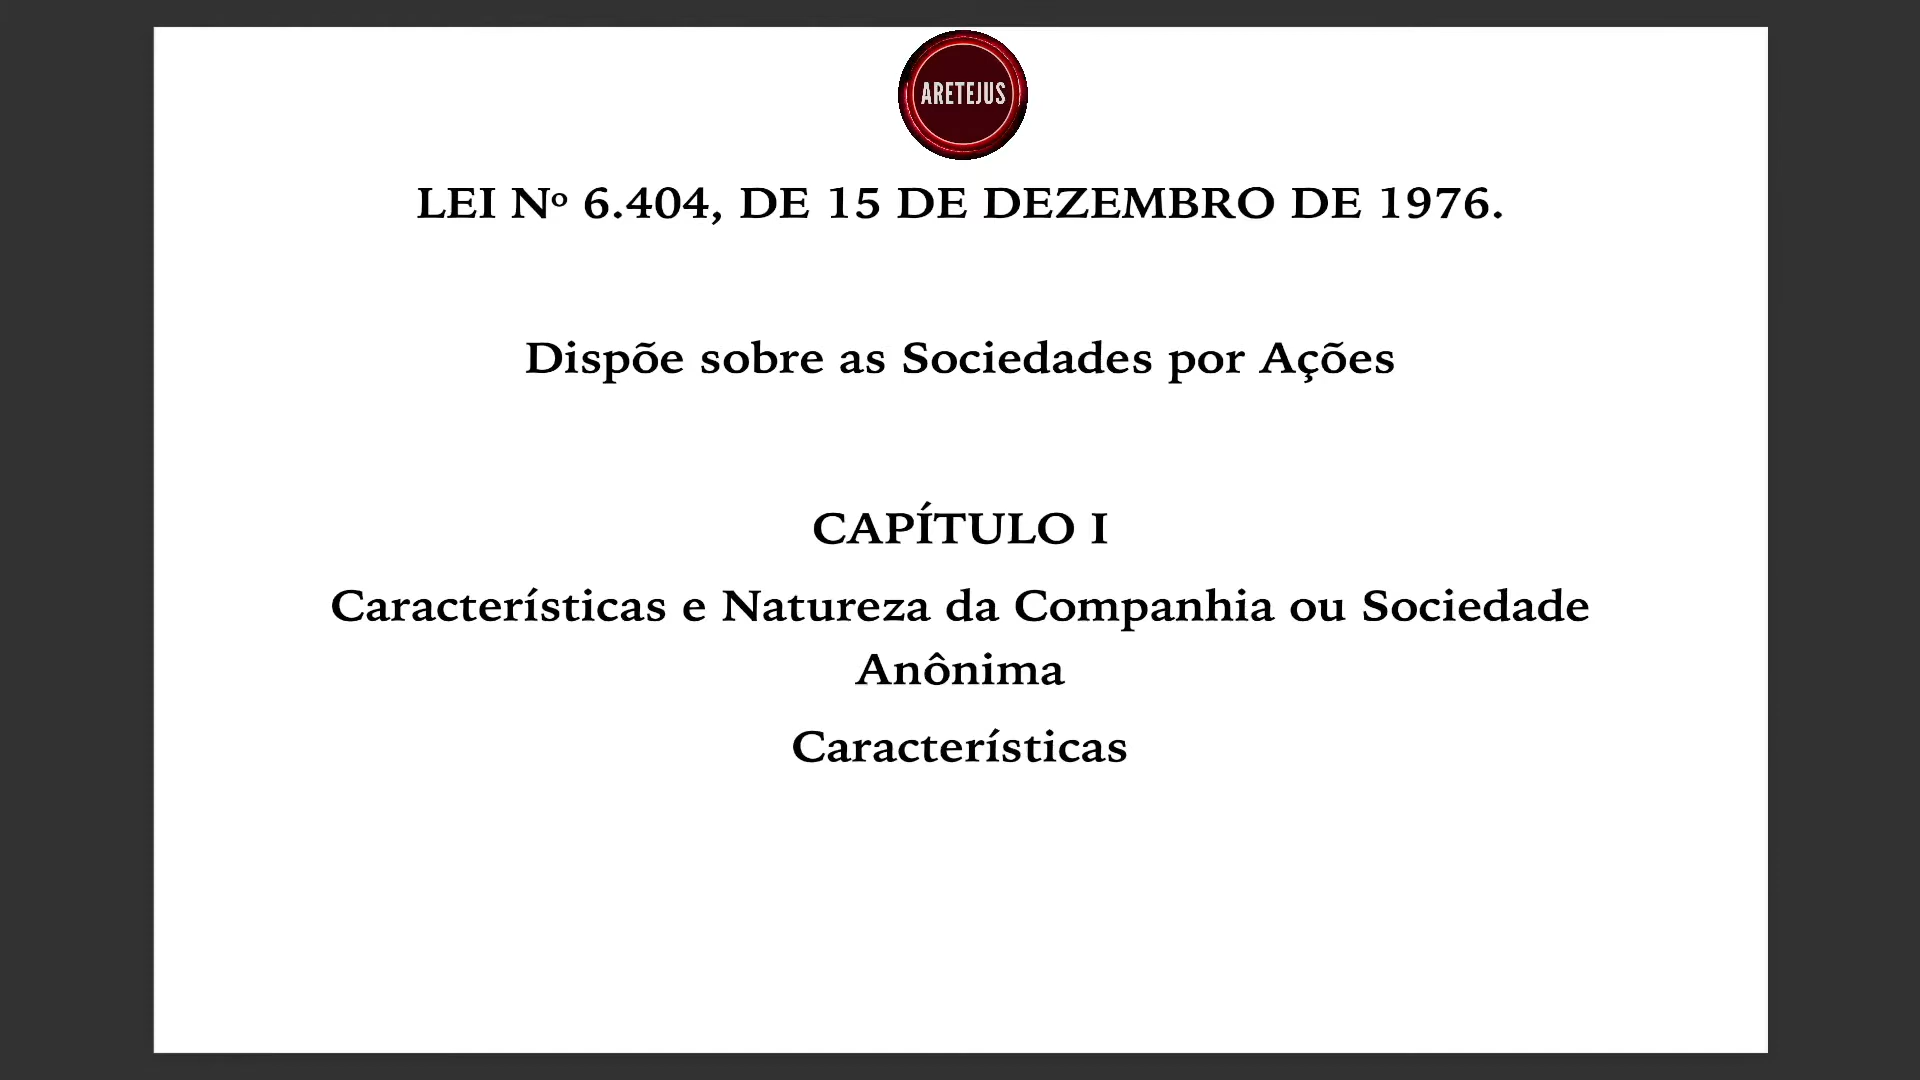 ARETEJUS
LEI Nº 6.404, DE 15 DE DEZEMBRO DE 1976.
Dispõe sobre as Sociedades por Ações
CAPÍTULO I
Características e Natureza da Companhia ou Sociedade
Anônima
Características